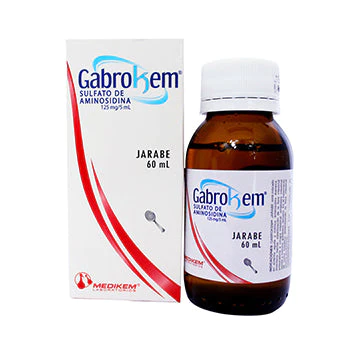 Gabrokem®
SULFATO DE
AMINOSIDINA
125 mg/5 mL
JARABE
60 mL
MEDIKEM®
LABORATORIOS
Gabrokem®
SULFATO DE
AMINOSIDINA
125 mg/5 mL
JARABE
60 mL